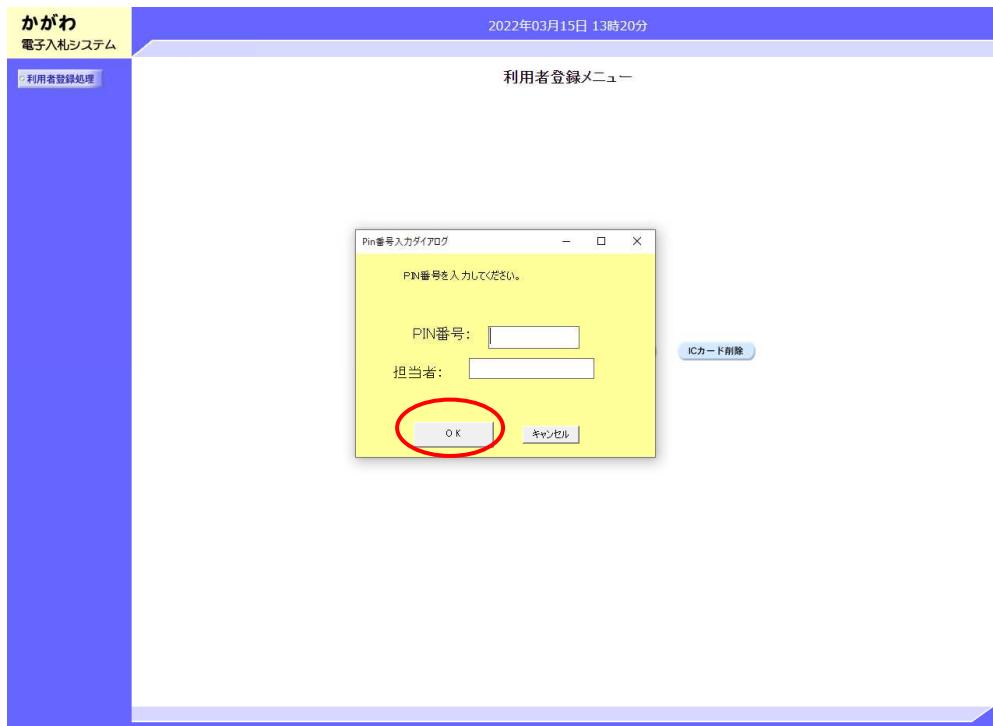 かがわ
電子入札システム
2022年03月15日 13時20分
利用者登録処理
利用者登録メニュー
Pin番号入力ダイアログ
PIN番号を入力してください。
PIN番号:
担当者:
OK
キャンセル
ICカード削除